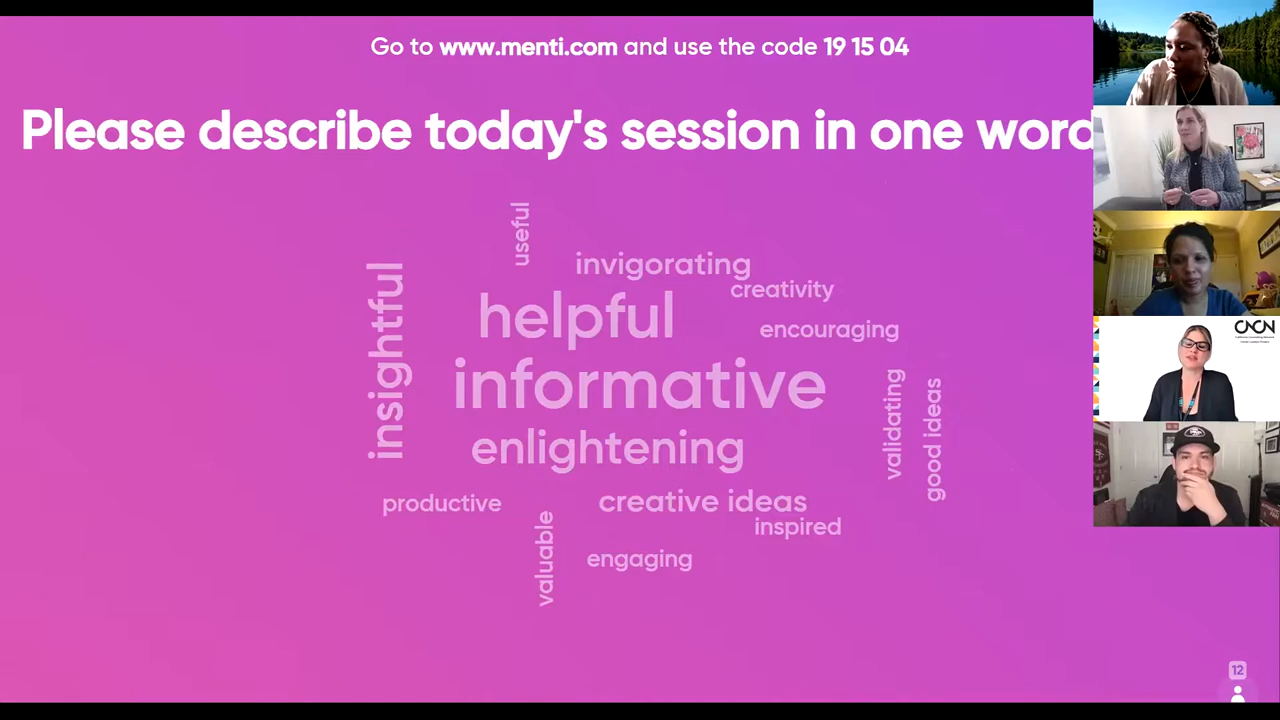 Go to www.menti.com and use the code 19 15 04
Please describe today's session in one word
useful
invigorating
insightful
creativity
helpful
encouraging
informative
validating
good ideas
enlightening
productive
creative ideas
valuable
inspired
engaging
CNCN
12